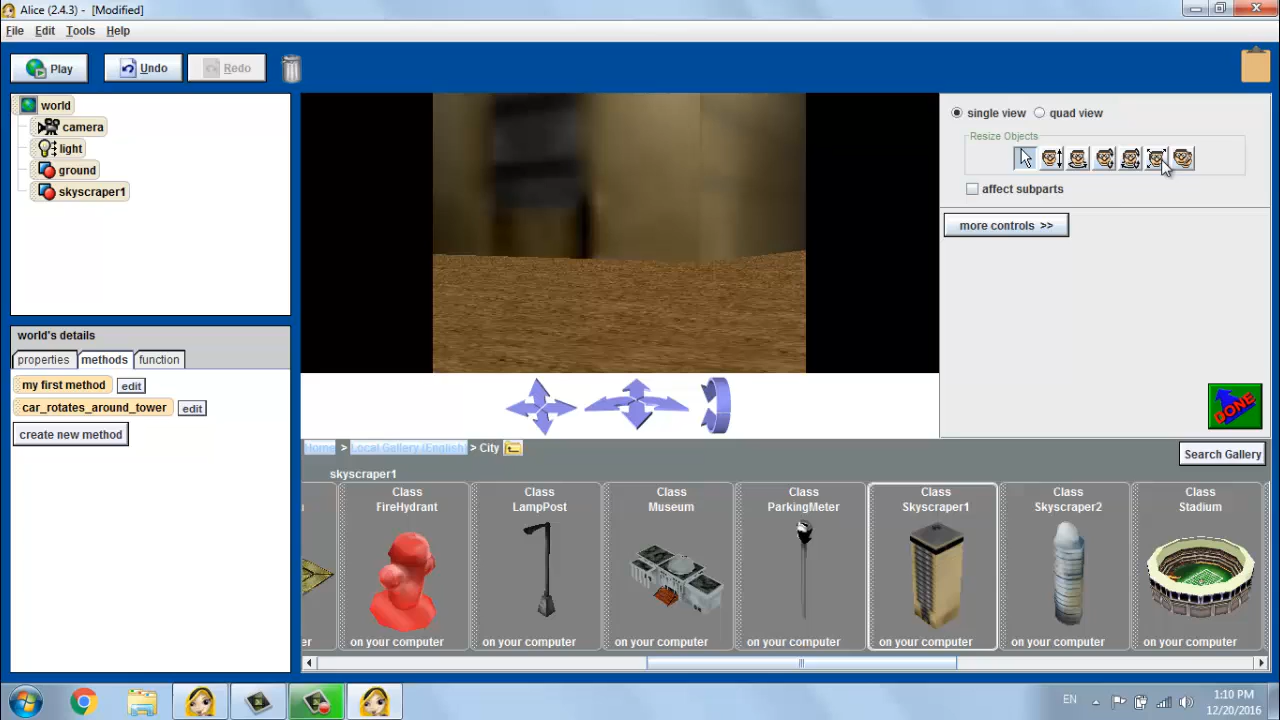 Alice (2.4.3) - [Modified]
File Edit Tools Help
Play Undo Redo
world
camera
light
ground
skyscraper1
single view quad view
Resize Objects
affect subparts
more controls >>
DONE
world's details
properties methods function
my first method edit
car_rotates_around_tower edit
create new method
Home > Local Gallery (English) > City
Search Gallery
skyscraper1
Class FireHydrant
on your computer
Class LampPost
on your computer
Class Museum
on your computer
Class ParkingMeter
on your computer
Class Skyscraper1
on your computer
Class Skyscraper2
on your computer
Class Stadium
on your computer
EN
1:10 PM
12/20/2016